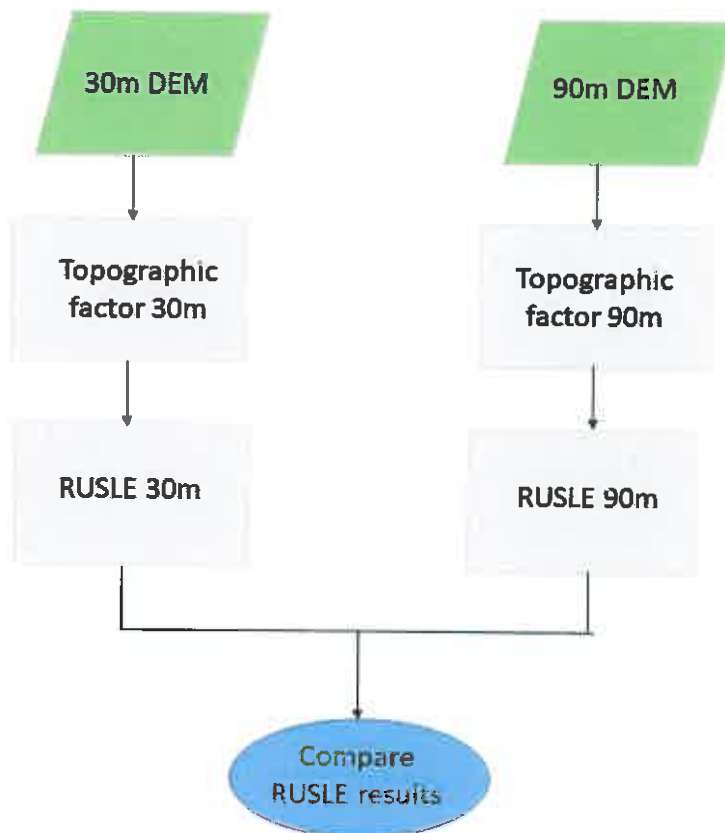 30m DEM
90m DEM
Topographic
factor 30m
Topographic
factor 90m
RUSLE 30m
RUSLE 90m
Compare
RUSLE results